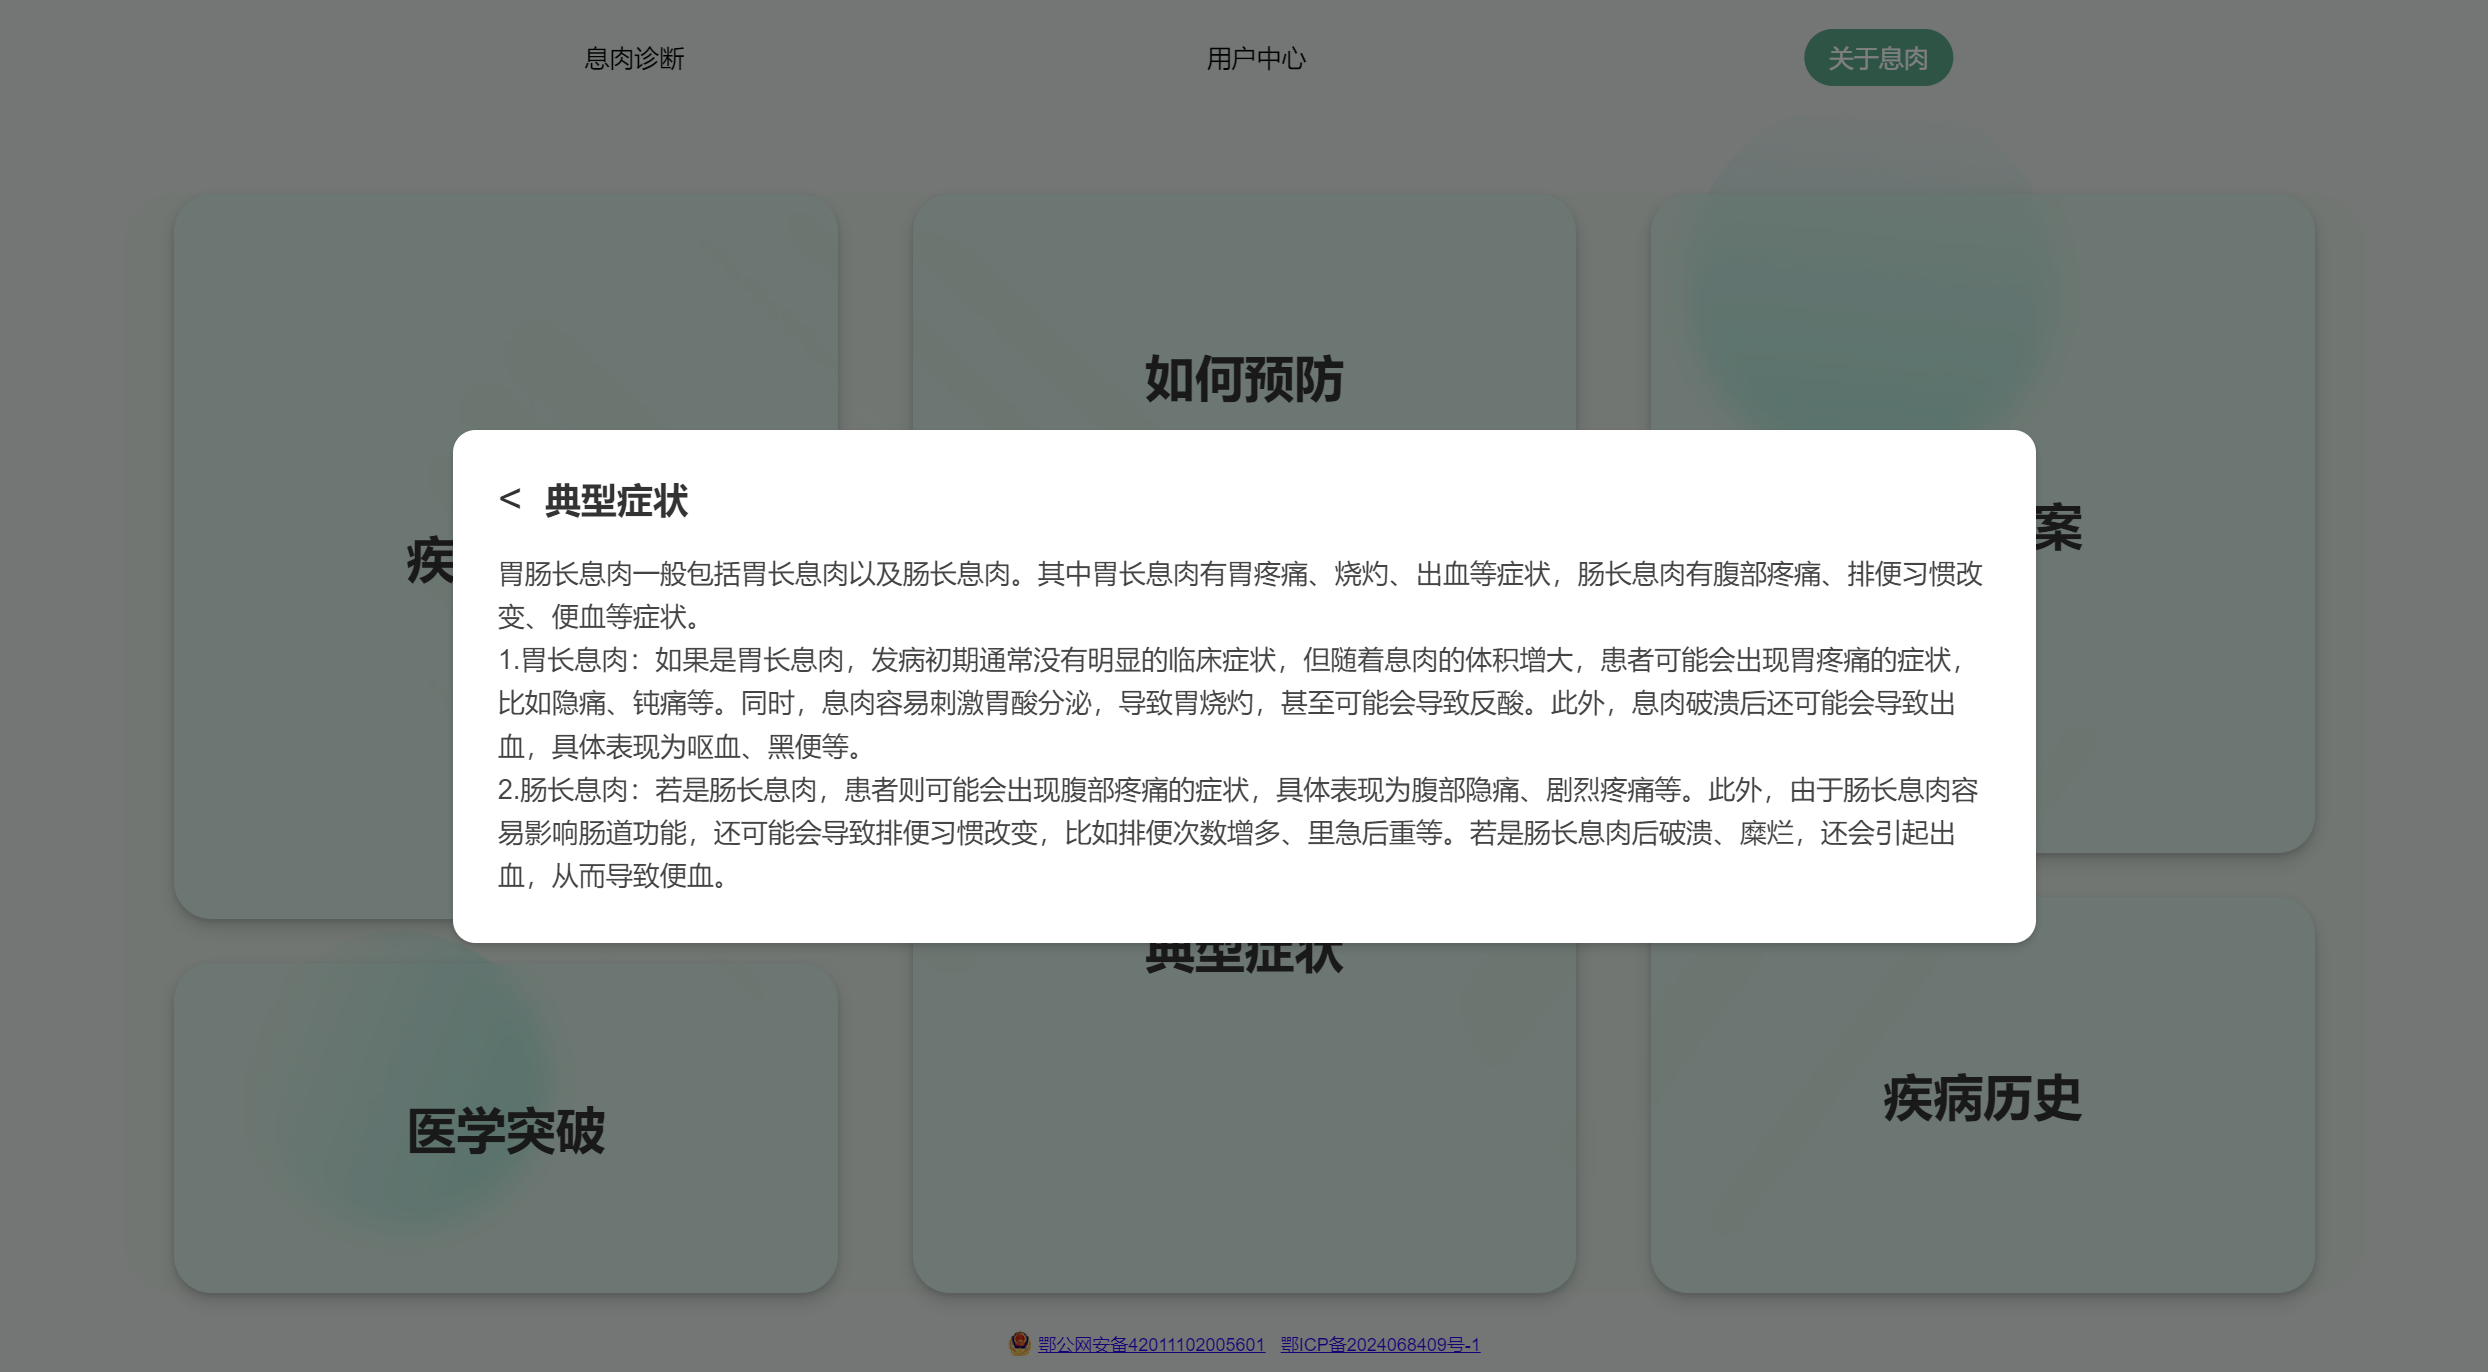 息肉诊断
用户中心
关于息肉
如何预防
疾
案
< 典型症状
胃肠长息肉一般包括胃长息肉以及肠长息肉。其中胃长息肉有胃疼痛、烧灼、出血等症状，肠长息肉有腹部疼痛、排便习惯改
变、便血等症状。
1.胃长息肉：如果是胃长息肉，发病初期通常没有明显的临床症状，但随着息肉的体积增大，患者可能会出现胃疼痛的症状，
比如隐痛、钝痛等。同时，息肉容易刺激胃酸分泌，导致胃烧灼，甚至可能会导致反酸。此外，息肉破溃后还可能会导致出
血，具体表现为呕血、黑便等。
2.肠长息肉：若是肠长息肉，患者则可能会出现腹部疼痛的症状，具体表现为腹部隐痛、剧烈疼痛等。此外，由于肠长息肉容
易影响肠道功能，还可能会导致排便习惯改变，比如排便次数增多、里急后重等。若是肠长息肉后破溃、糜烂，还会引起出
血，从而导致便血。
典型症状
医学突破
疾病历史
鄂公网安备42011102005601 鄂ICP备2024068409号-1